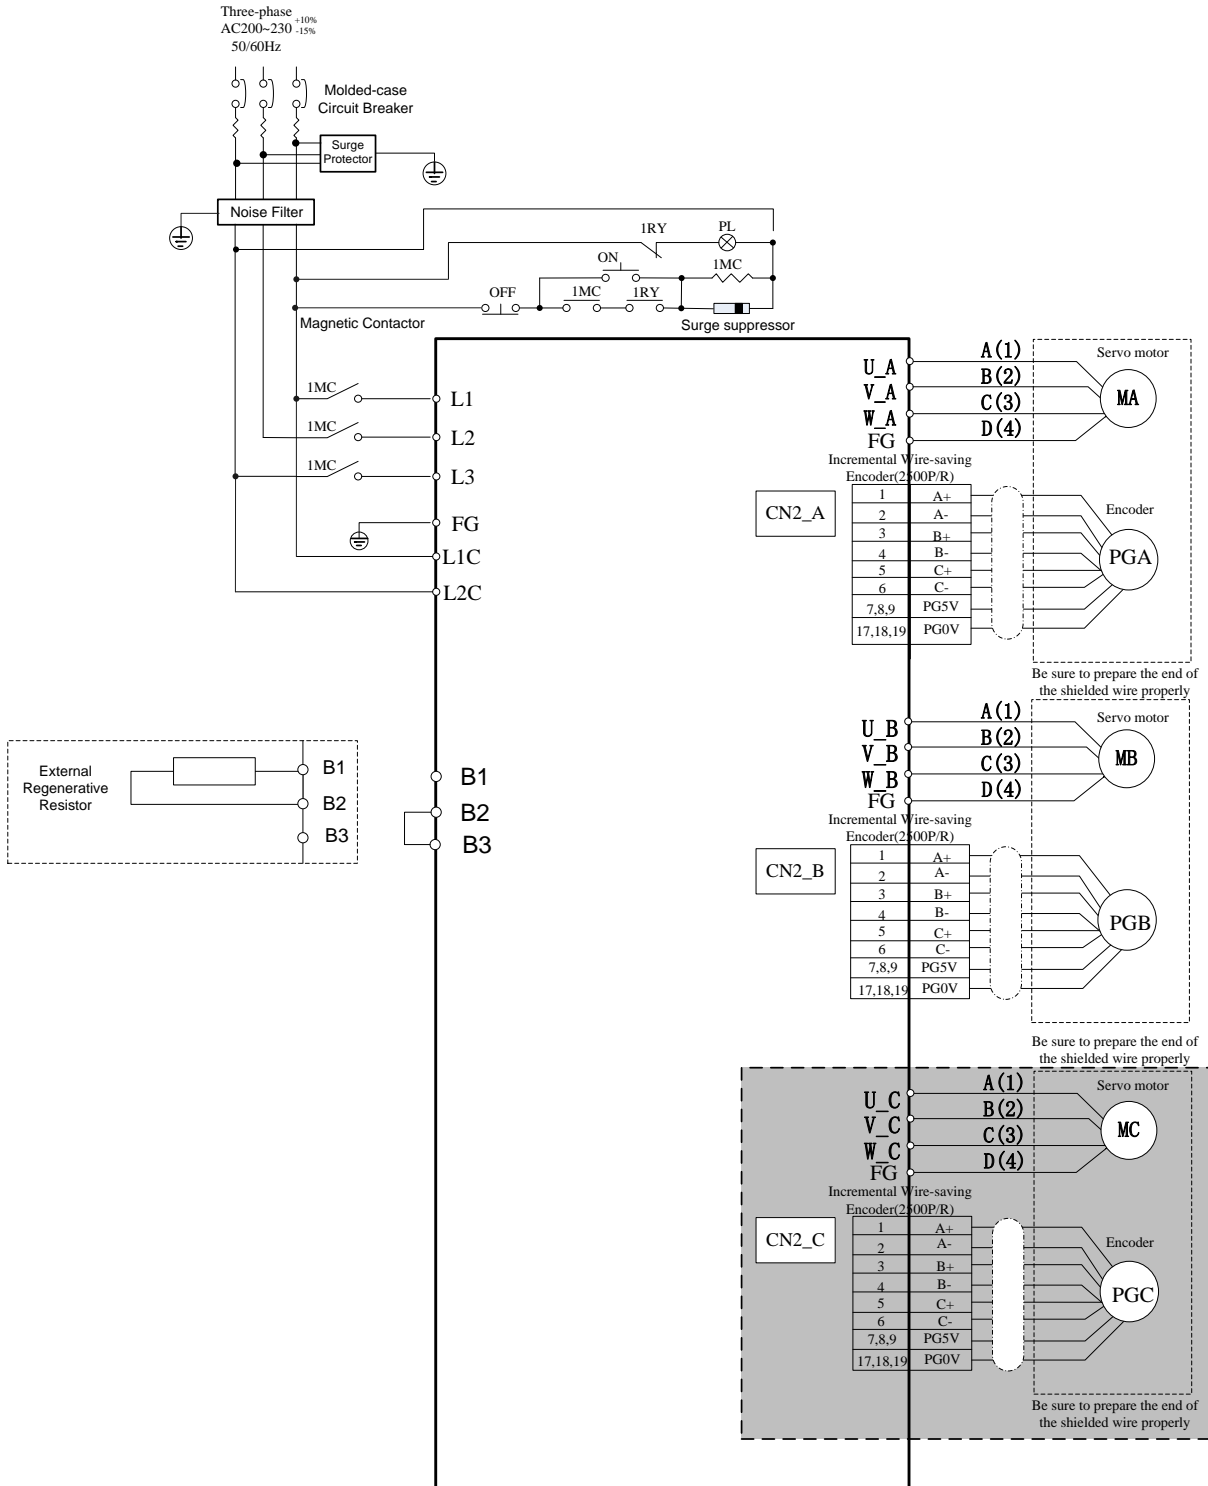 Three-phase
AC200~230 +10% -15%
50/60Hz
Molded-case
Circuit Breaker
Surge
Protector
Noise Filter
1RY
PL
ON
1MC
OFF
1MC
1RY
Magnetic Contactor
Surge suppressor
1MC
L1
1MC
L2
1MC
L3
FG
L1C
L2C
External
Regenerative
Resistor
B1
B2
B3
B1
B2
B3
U_A
A(1)
V_A
B(2)
W_A
C(3)
FG
D(4)
Servo motor
MA
Incremental Wire-saving
Encoder(2500P/R)
CN2_A
1 A+
2 A-
3 B+
4 B-
5 C+
6 C-
7,8,9 PG5V
17,18,19 PG0V
Encoder
PGA
Be sure to prepare the end of
the shielded wire properly
U_B
A(1)
V_B
B(2)
W_B
C(3)
FG
D(4)
Servo motor
MB
Incremental Wire-saving
Encoder(2500P/R)
CN2_B
1 A+
2 A-
3 B+
4 B-
5 C+
6 C-
7,8,9 PG5V
17,18,19 PG0V
PGB
Be sure to prepare the end of
the shielded wire properly
U_C
A(1)
V_C
B(2)
W_C
C(3)
FG
D(4)
Servo motor
MC
Incremental Wire-saving
Encoder(2500P/R)
CN2_C
1 A+
2 A-
3 B+
4 B-
5 C+
6 C-
7,8,9 PG5V
17,18,19 PG0V
Encoder
PGC
Be sure to prepare the end of
the shielded wire properly